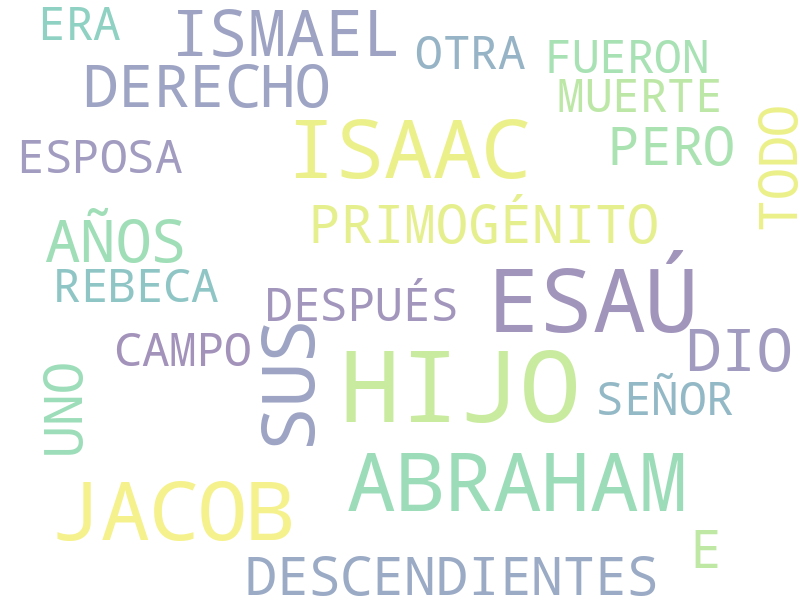 ERA
ISMAEL
OTRA
FUERON
DERECHO
MUERTE
ISAAC
PERO
TODO
ESPOSA
PRIMOGÉNITO
AÑOS
REBECA
DESPUÉS
ESAÚ
CAMPO
SUS
DIO
HIJO
UNO
SEÑOR
ABRAHAM
JACOB
E
DESCENDIENTES